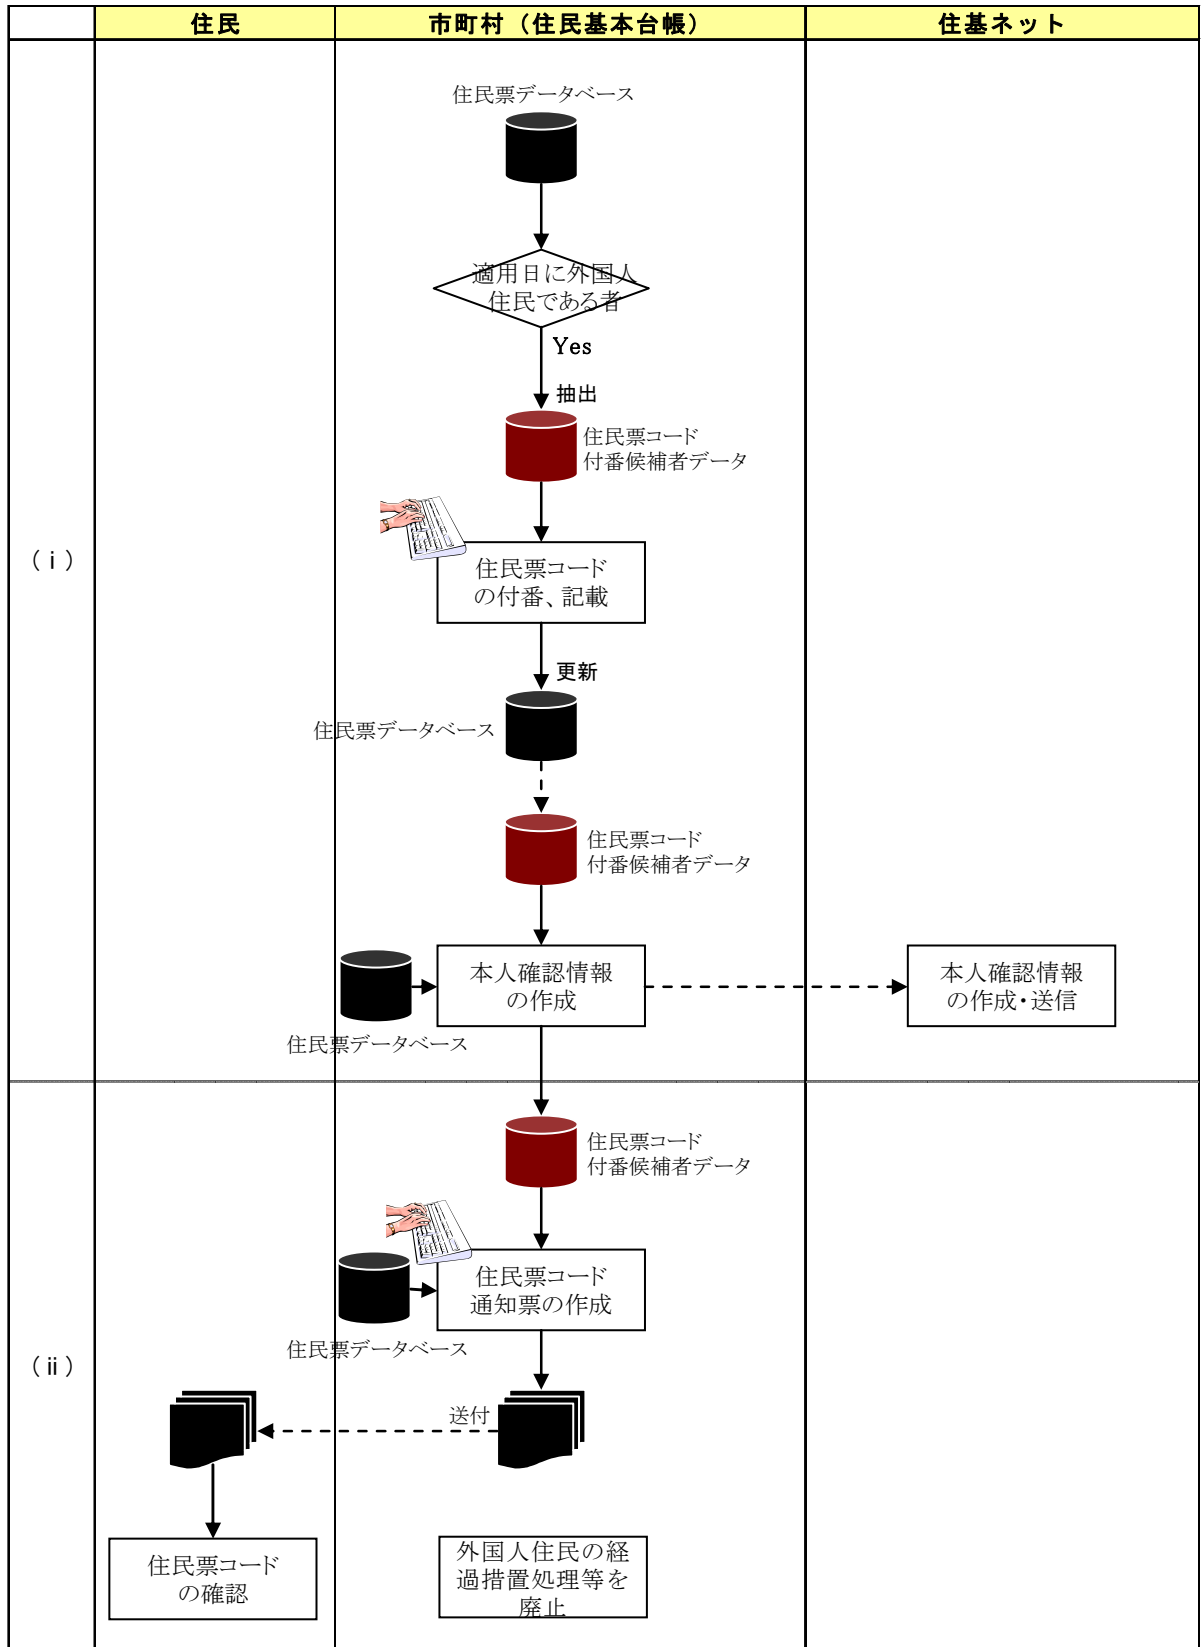 住民
市町村（住民基本台帳）
住基ネット
住民票データベース
適用日に外国人
住民である者
Yes
抽出
住民票コード
付番候補者データ
（ⅰ）
住民票コード
の付番、記載
更新
住民票データベース
住民票コード
付番候補者データ
本人確認情報
の作成
本人確認情報
の作成・送信
住民票データベース
住民票コード
付番候補者データ
住民票コード
通知票の作成
住民票データベース
（ⅱ）
送付
住民票コード
の確認
外国人住民の経
過措置処理等を
廃止